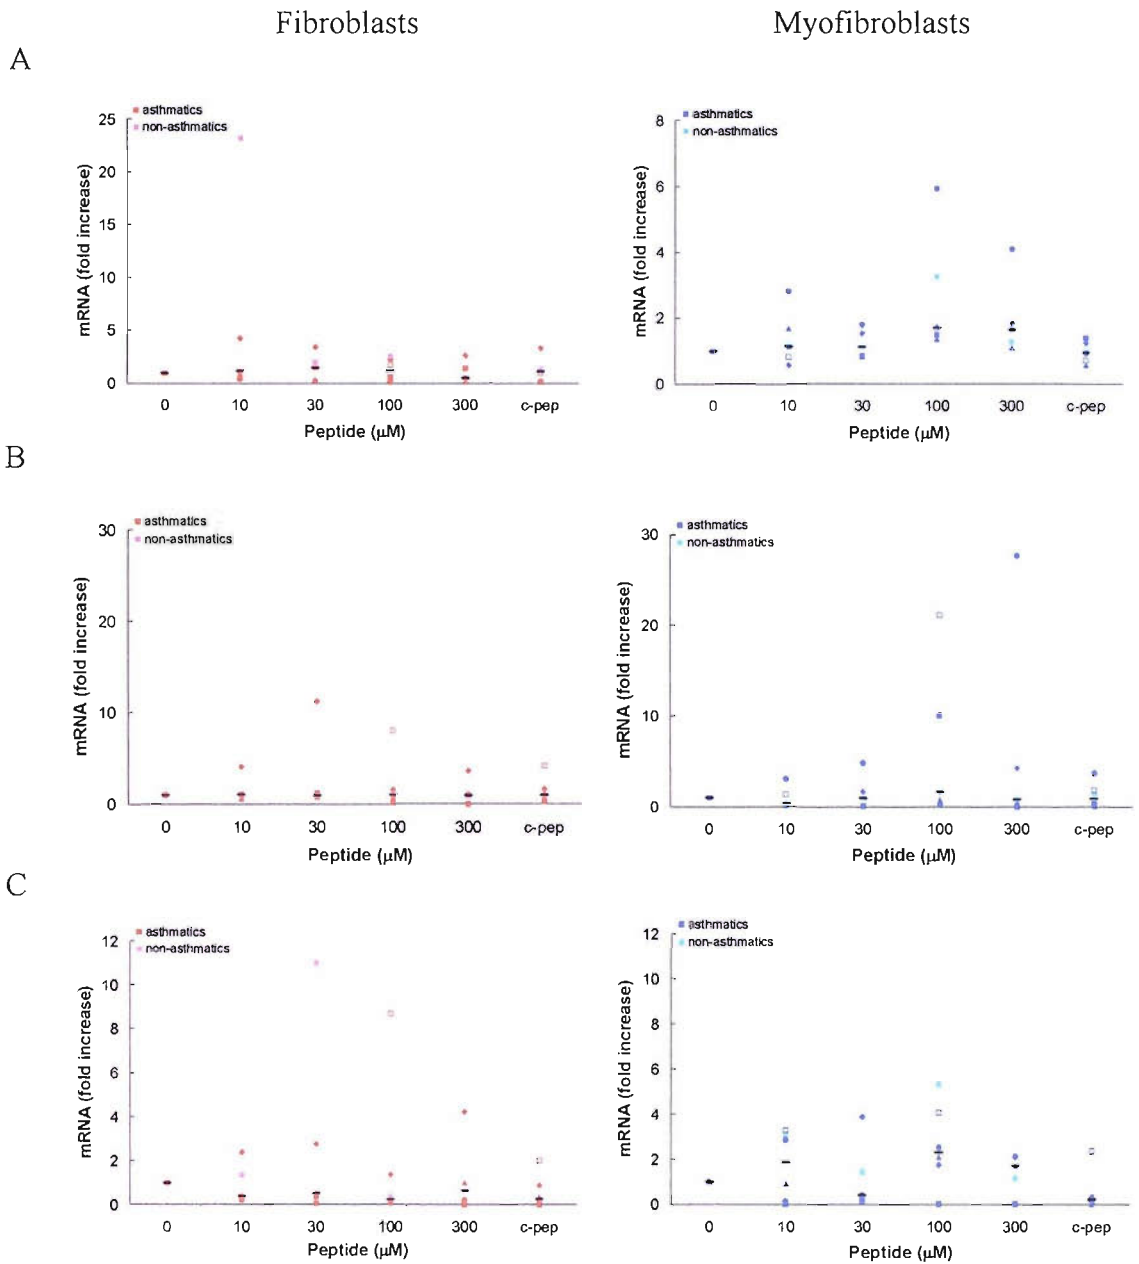 Fibroblasts Myofibroblasts
A
asthmatics
non-asthmatics
25
20
15
10
5
0
mRNA (fold increase)
0 10 30 100 300 c-pep
Peptide (µM)
asthmatics
non-asthmatics
8
6
4
2
0
mRNA (fold increase)
0 10 30 100 300 c-pep
Peptide (µM)
B
asthmatics
non-asthmatics
30
20
10
0
mRNA (fold increase)
0 10 30 100 300 c-pep
Peptide (µM)
asthmatics
non-asthmatics
30
20
10
0
mRNA (fold increase)
0 10 30 100 300 c-pep
Peptide (µM)
C
asthmatics
non-asthmatics
12
10
8
6
4
2
0
mRNA (fold increase)
0 10 30 100 300 c-pep
Peptide (µM)
asthmatics
non-asthmatics
12
10
8
6
4
2
0
mRNA (fold increase)
0 10 30 100 300 c-pep
Peptide (µM)